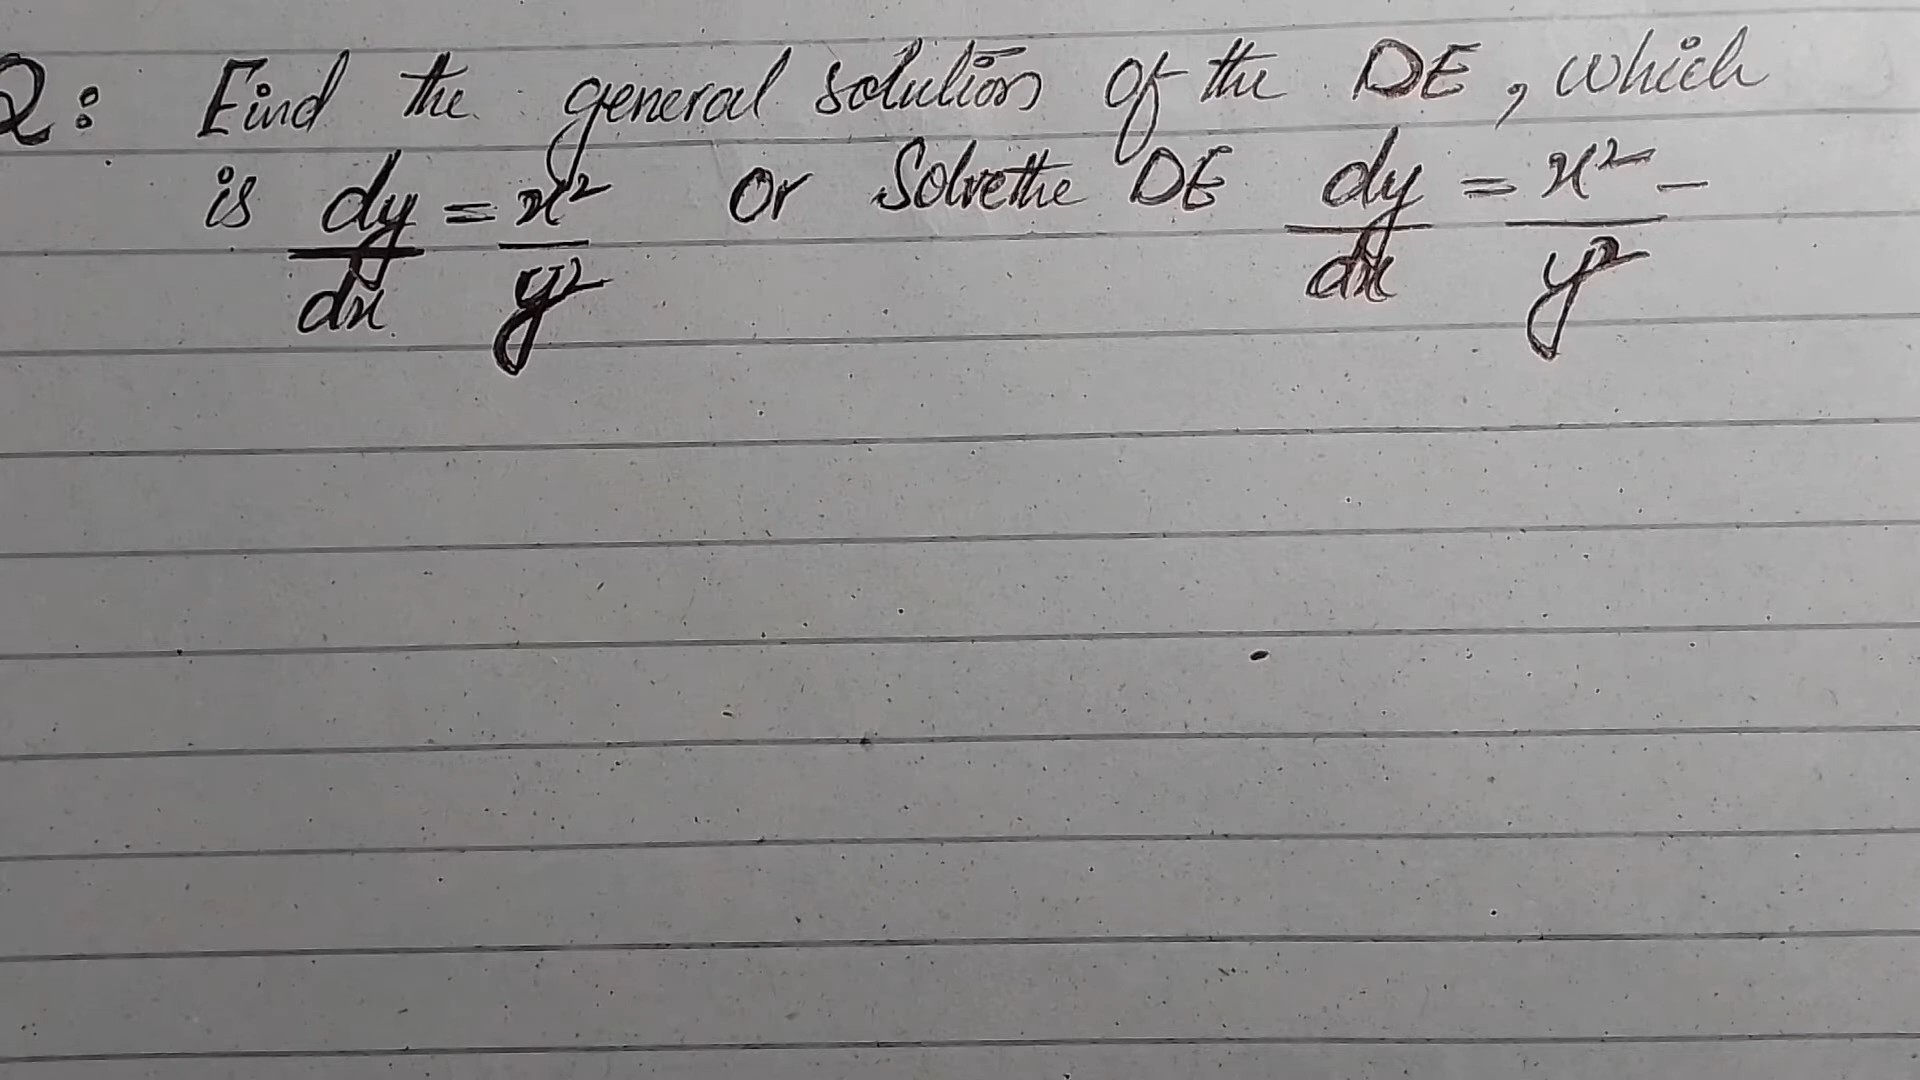 Q: Find the general solution of the DE, which
is dy/dx = x²/y² or Solve the DE dy/dx = x²/y² -